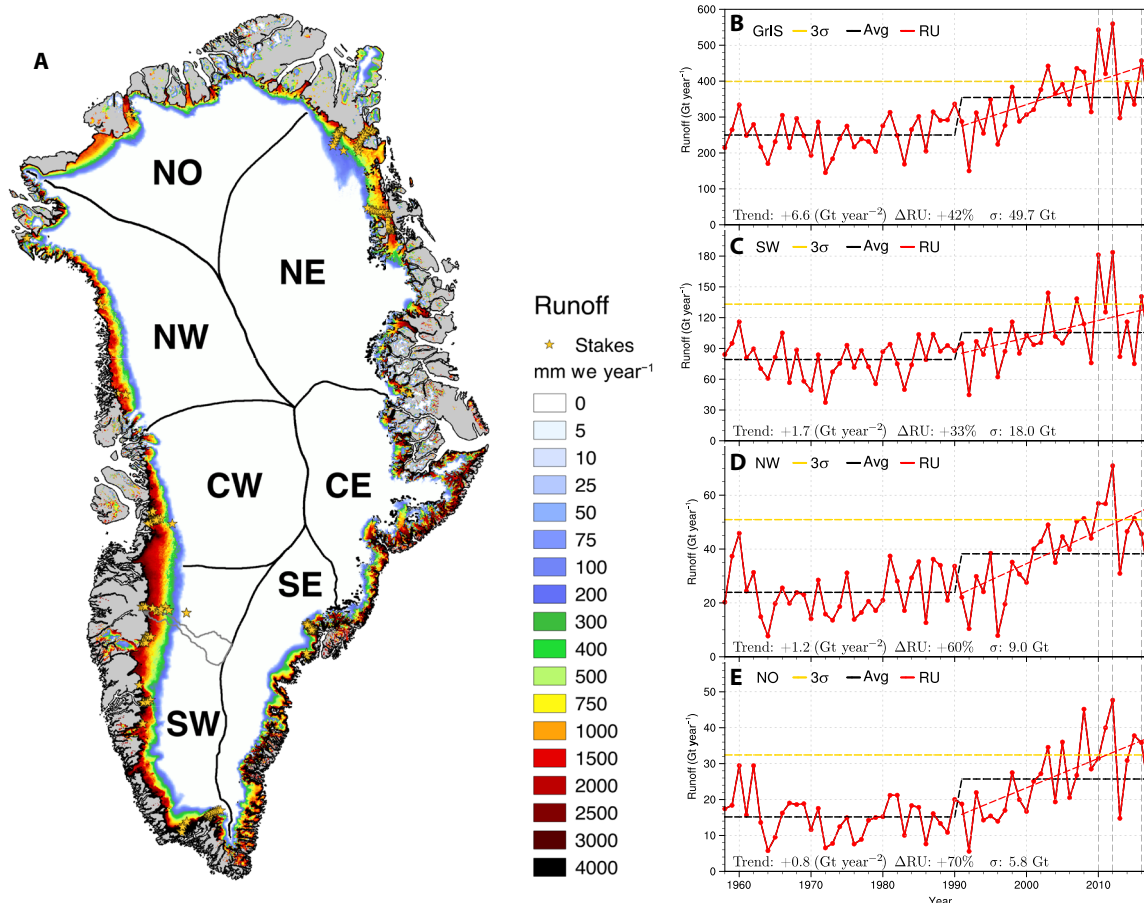 A
NO
NE
NW
CW
CE
SE
SW
Runoff
Stakes
mm we year⁻¹
0
5
10
25
50
75
100
200
300
400
500
750
1000
1500
2000
2500
3000
4000
B GrIS 3σ Avg RU
600
500
400
300
200
100
0
Runoff (Gt year⁻¹)
Trend: +6.6 (Gt year⁻²) ΔRU: +42% σ: 49.7 Gt
C SW 3σ Avg RU
180
150
120
90
60
30
0
Runoff (Gt year⁻¹)
Trend: +1.7 (Gt year⁻²) ΔRU: +33% σ: 18.0 Gt
D NW 3σ Avg RU
60
40
20
0
Runoff (Gt year⁻¹)
Trend: +1.2 (Gt year⁻²) ΔRU: +60% σ: 9.0 Gt
E NO 3σ Avg RU
50
40
30
20
10
0
Runoff (Gt year⁻¹)
Trend: +0.8 (Gt year⁻²) ΔRU: +70% σ: 5.8 Gt
1960 1970 1980 1990 2000 2010
Year